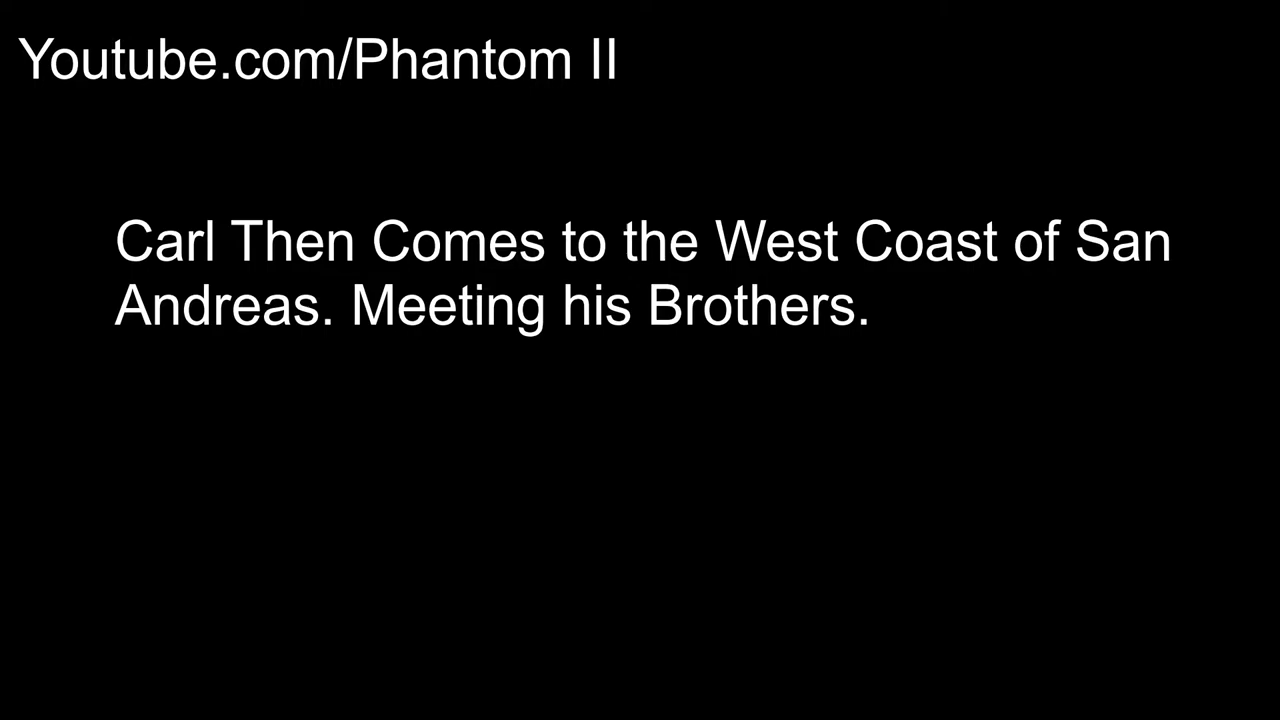 Youtube.com/Phantom II
Carl Then Comes to the West Coast of San
Andreas. Meeting his Brothers.